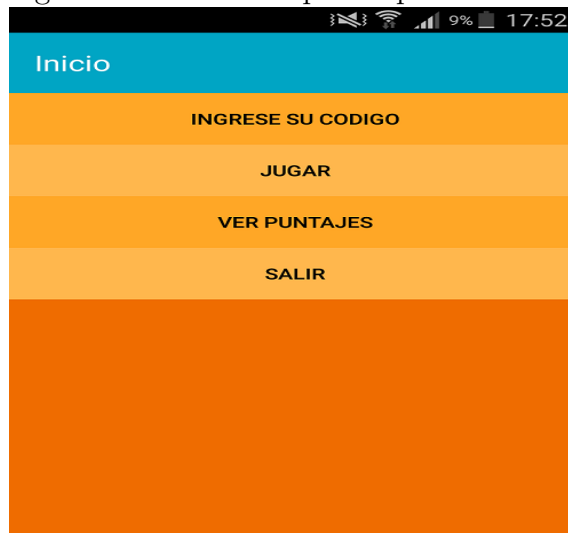 9% 17:52
Inicio
INGRESE SU CODIGO
JUGAR
VER PUNTAJES
SALIR